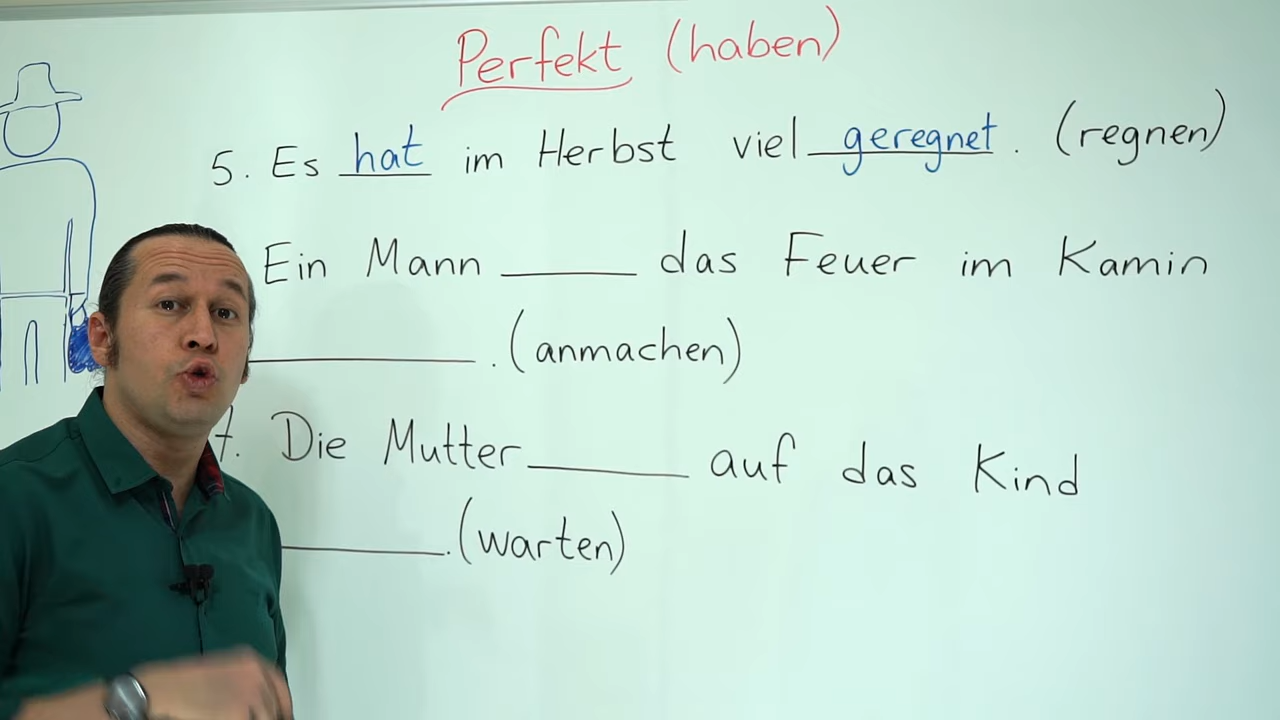 Perfekt (haben)
5. Es hat im Herbst viel geregnet. (regnen)
Ein Mann ______ das Feuer im Kamin
______. (anmachen)
7. Die Mutter ______ auf das Kind
______. (warten)